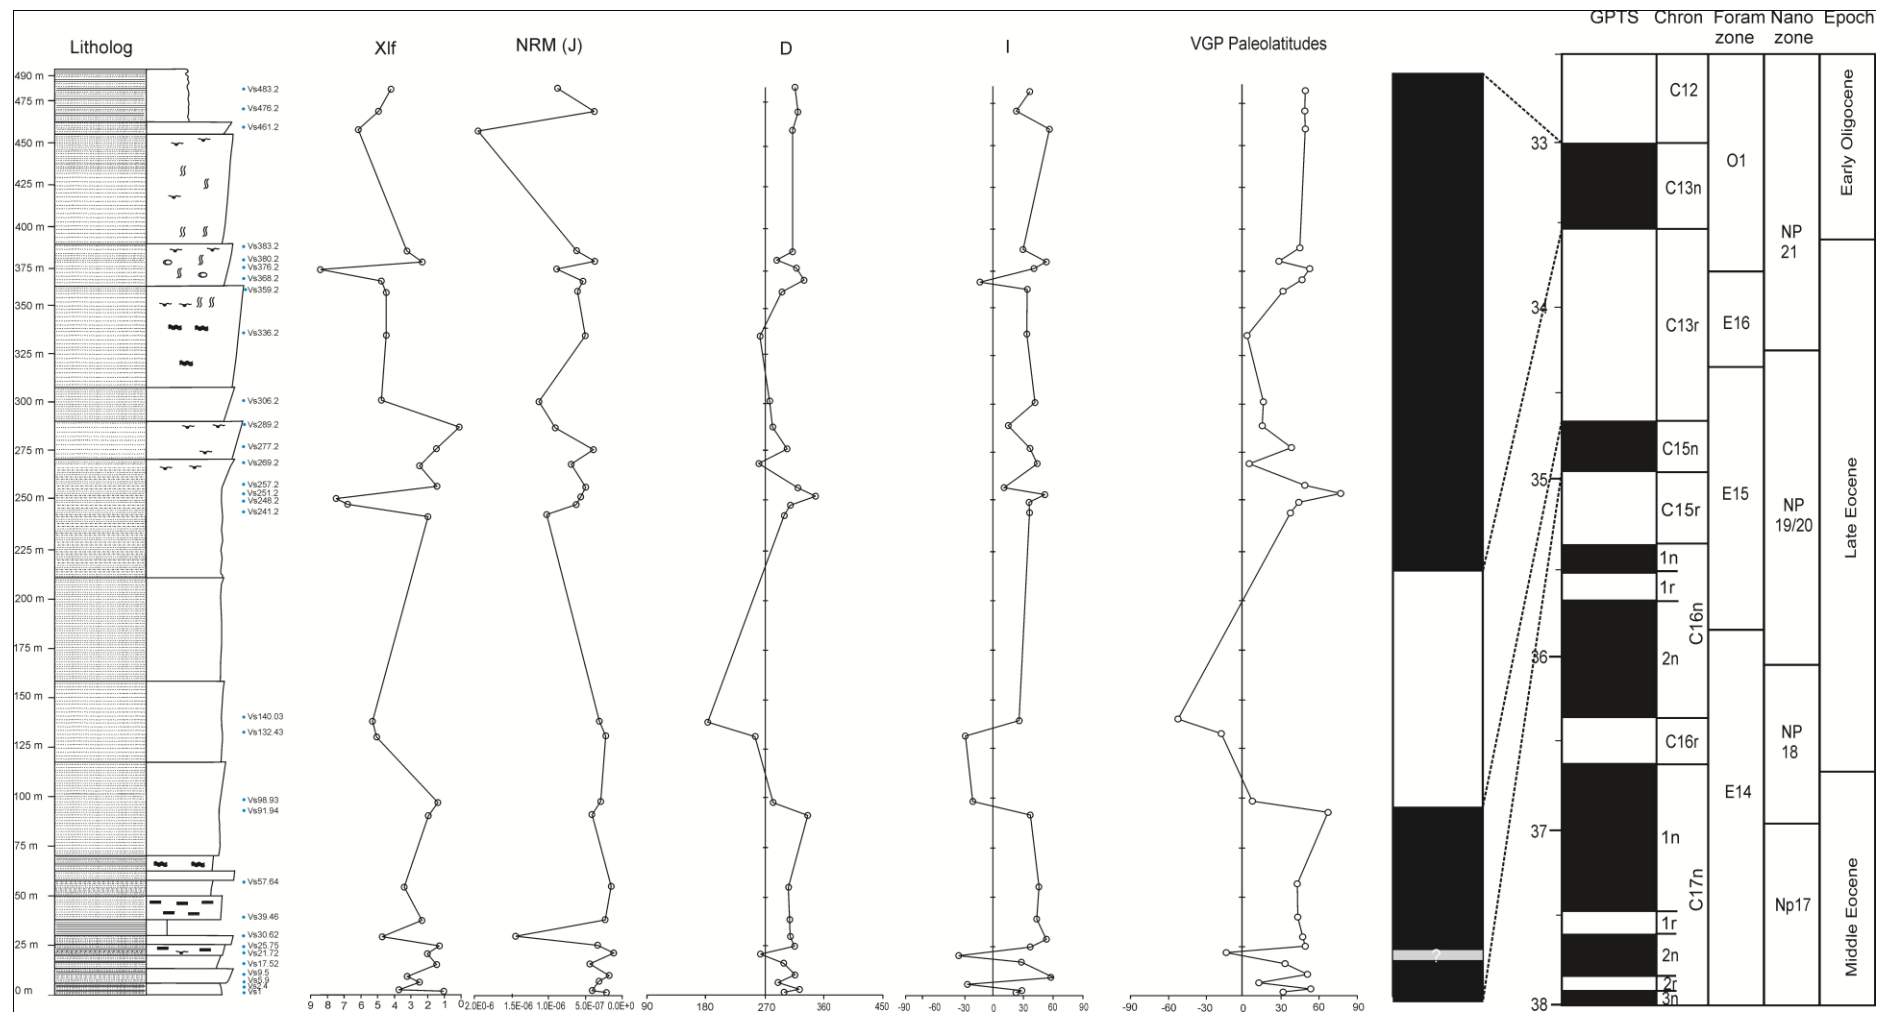 Litholog
Xlf
NRM (J)
D
I
VGP Paleolatitudes
GPTS
Chron
Foram zone
Nano zone
Epoch
490 m
475 m
450 m
425 m
400 m
375 m
350 m
325 m
300 m
275 m
250 m
225 m
200 m
175 m
150 m
125 m
100 m
75 m
50 m
25 m
0 m
Vs483.2
Vs476.2
Vs461.2
Vs383.2
Vs380.2
Vs376.2
Vs368.2
Vs359.2
Vs336.2
Vs306.2
Vs289.2
Vs277.2
Vs269.2
Vs257.2
Vs251.2
Vs248.2
Vs241.2
Vs140.03
Vs132.43
Vs98.93
Vs91.94
Vs57.64
Vs39.46
Vs30.62
Vs25.75
Vs21.72
Vs17.52
Vs9.5
Vs5.9
Vs2.4
Vs1
9 8 7 6 5 4 3 2 1 0
2.0E-6 1.5E-06 1.0E-06 5.0E-07 0.0E+0
90 180 270 360 450
-90 -60 -30 0 30 60 90
-90 -60 -30 0 30 60 90
?
33
34
35
36
37
38
C12
C13n
C13r
C15n
C15r
1n
1r
2n
C16n
C16r
1n
C17n
1r
2n
2r
3n
O1
E16
E15
E14
NP
21
NP
19/20
NP
18
Np17
Early Oligocene
Late Eocene
Middle Eocene